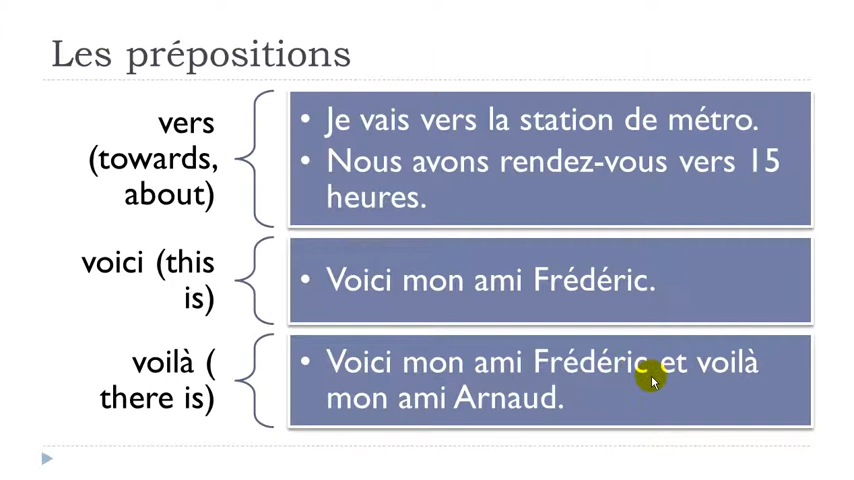 Les prépositions
vers
(towards,
about)
• Je vais vers la station de métro.
• Nous avons rendez-vous vers 15
heures.
voici (this
is)
• Voici mon ami Frédéric.
voilà (
there is)
• Voici mon ami Frédéric et voilà
mon ami Arnaud.